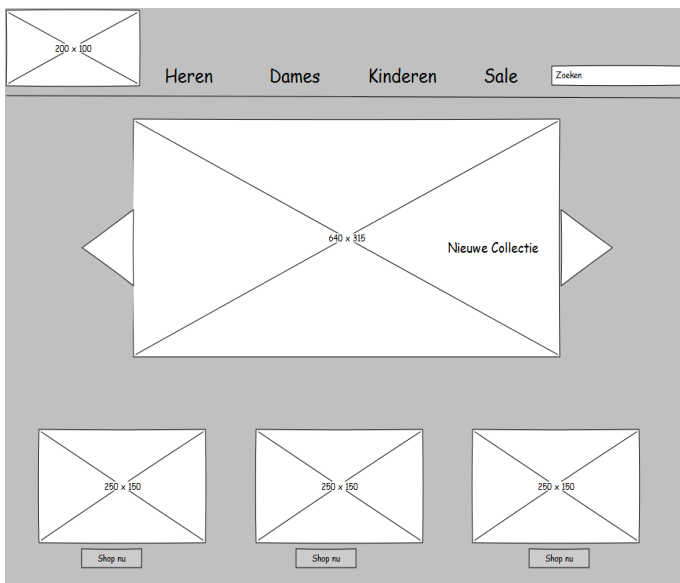 200 x 100
Heren
Dames
Kinderen
Sale
Zoeken
640 x 315
Nieuwe Collectie
250 x 150
250 x 150
250 x 150
Shop nu
Shop nu
Shop nu